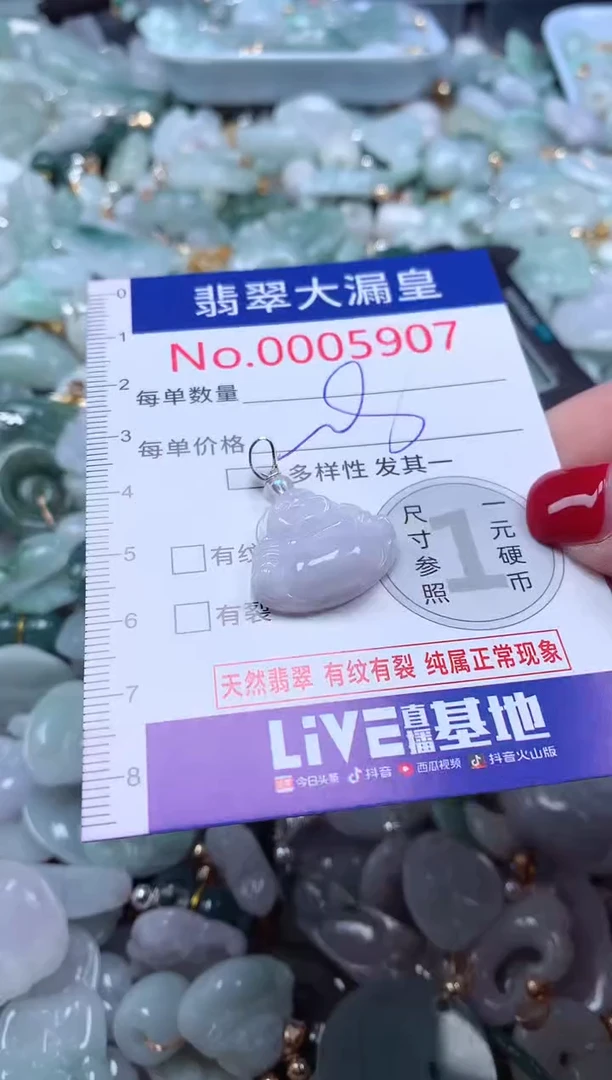 翡翠大漏皇
No.0005907
0
1
2
3
4
5
6
7
8
每单数量
每单价格
多样性 发其一
有纹
有裂
尺寸参照
1
一元硬币
天然翡翠 有纹有裂 纯属正常现象
LiVE直播基地
今日头条 抖音 西瓜视频 抖音火山版